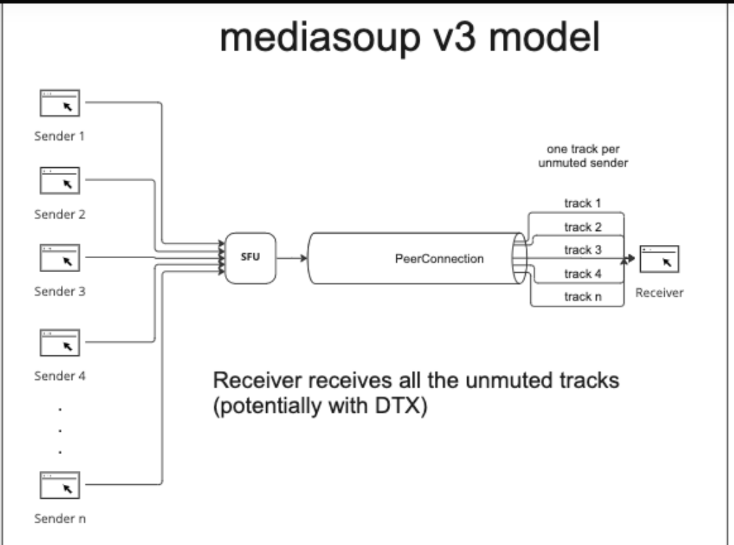 mediasoup v3 model
Sender 1
Sender 2
Sender 3
Sender 4
.
.
.
Sender n
SFU
PeerConnection
one track per
unmuted sender
track 1
track 2
track 3
track 4
track n
Receiver
Receiver receives all the unmuted tracks
(potentially with DTX)